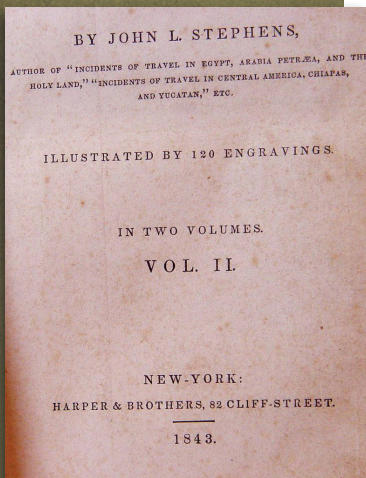 BY JOHN L. STEPHENS,
AUTHOR OF "INCIDENTS OF TRAVEL IN EGYPT, ARABIA PETRÆA, AND THE
HOLY LAND," "INCIDENTS OF TRAVEL IN CENTRAL AMERICA, CHIAPAS,
AND YUCATAN," ETC.
ILLUSTRATED BY 120 ENGRAVINGS.
IN TWO VOLUMES.
VOL. II.
NEW-YORK:
HARPER & BROTHERS, 82 CLIFF-STREET.
1843.